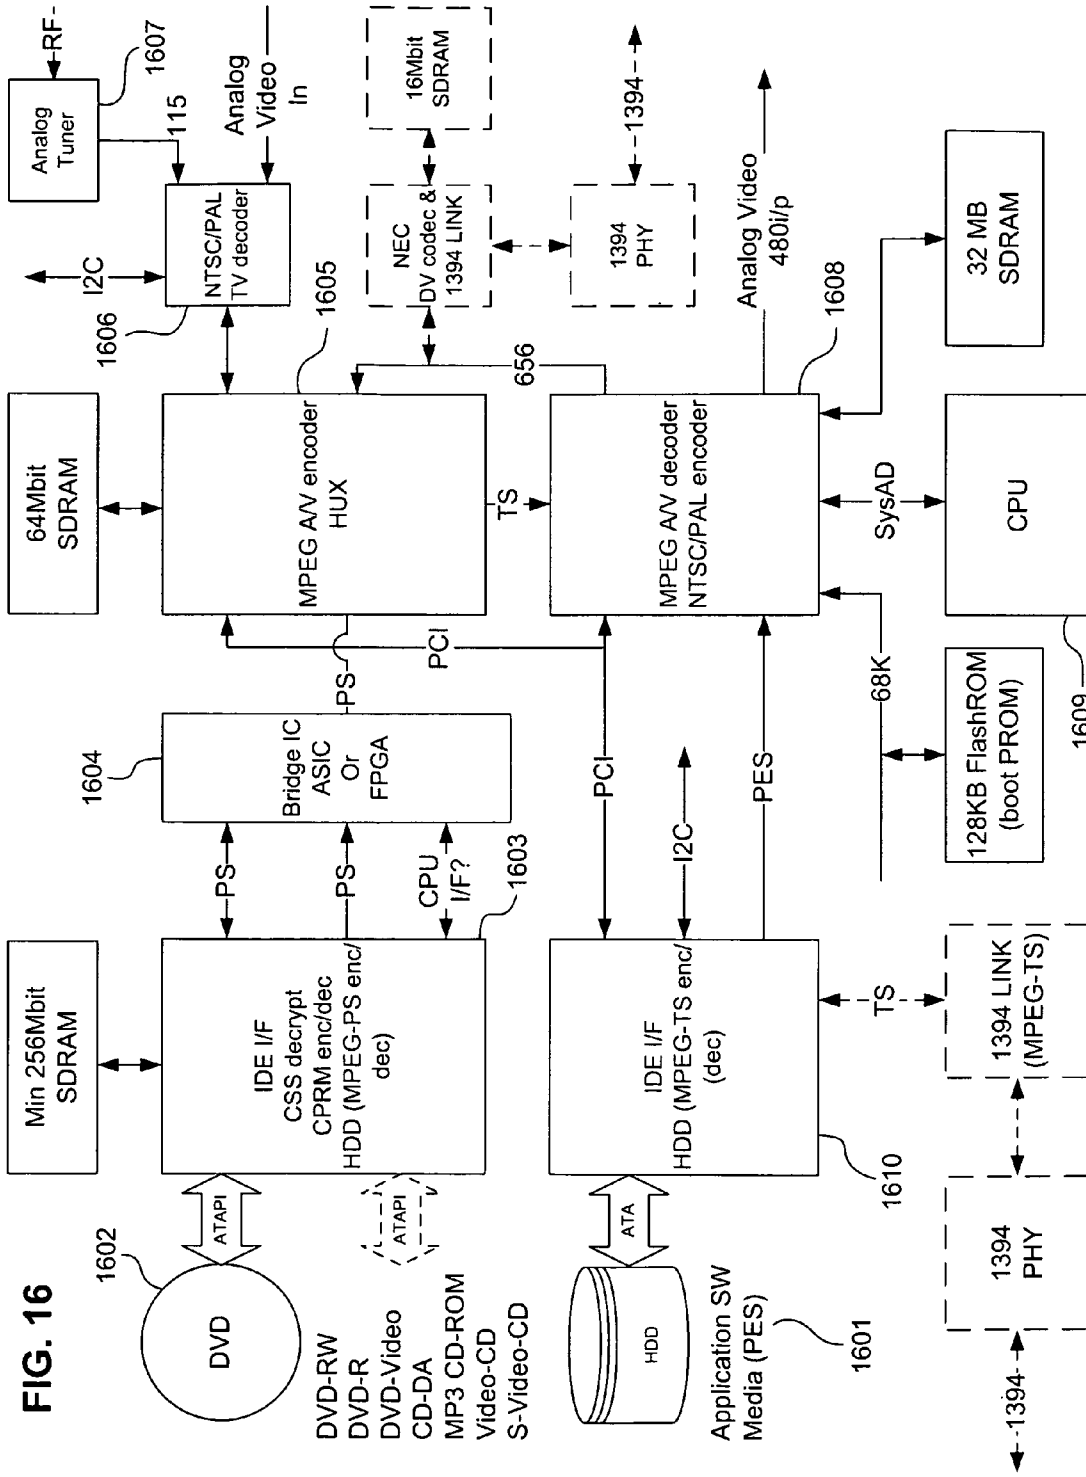 FIG. 16
DVD
1602
ATAPI
DVD-RW
DVD-R
DVD-Video
CD-DA
MP3 CD-ROM
Video-CD
S-Video-CD
ATAPI
Min 256Mbit
SDRAM
IDE I/F
CSS decrypt
CPRM enc/dec
HDD (MPEG-PS enc/
dec)
1603
PS
PS
CPU
I/F?
1604
Bridge IC
ASIC
Or
FPGA
PS
PCI
64Mbit
SDRAM
MPEG A/V encoder
HUX
1605
1606
I2C
NTSC/PAL
TV decoder
Analog
Tuner
RF
1607
115
Analog
Video
In
NEC
DV codec &
1394 LINK
16Mbit
SDRAM
1394
PHY
1394
656
TS
HDD
ATA
Application SW
Media (PES)
1601
IDE I/F
HDD (MPEG-TS enc/
(dec)
1610
PCI
I2C
PES
MPEG A/V decoder
NTSC/PAL encoder
1608
Analog Video
480i/p
68K
SysAD
1394
1394
PHY
1394 LINK
(MPEG-TS)
TS
128KB FlashROM
(boot PROM)
CPU
1609
32 MB
SDRAM